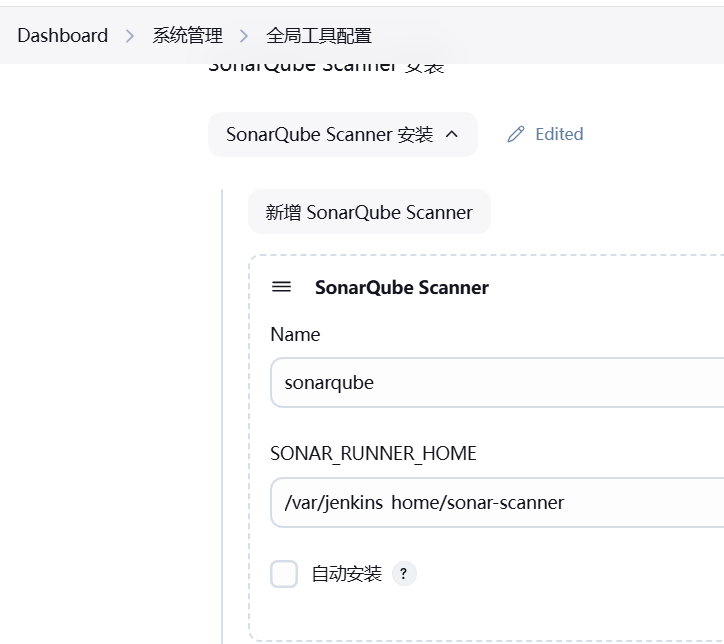 Dashboard > 系统管理 > 全局工具配置
SonarQube Scanner 安装
SonarQube Scanner 安装 Edited
新增 SonarQube Scanner
SonarQube Scanner
Name
sonarqube
SONAR_RUNNER_HOME
/var/jenkins_home/sonar-scanner
自动安装 ?